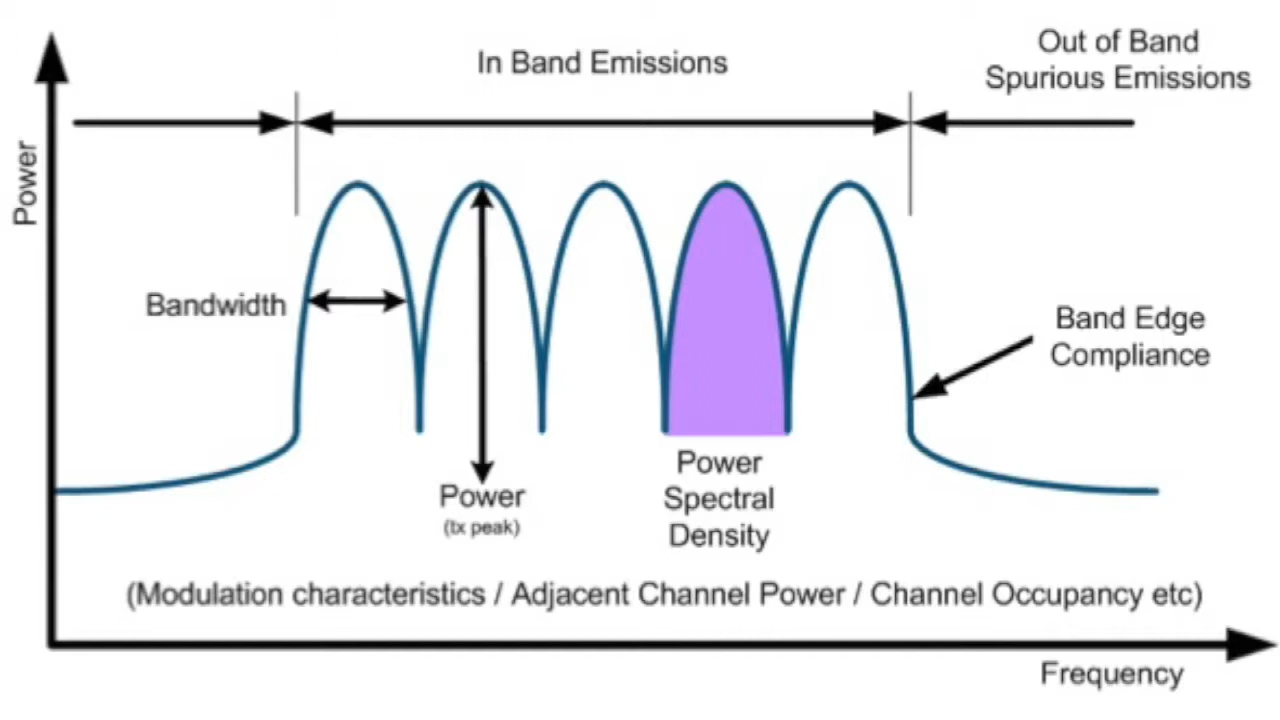 In Band Emissions
Out of Band
Spurious Emissions
Power
Bandwidth
Band Edge
Compliance
Power
(tx peak)
Power
Spectral
Density
(Modulation characteristics / Adjacent Channel Power / Channel Occupancy etc)
Frequency